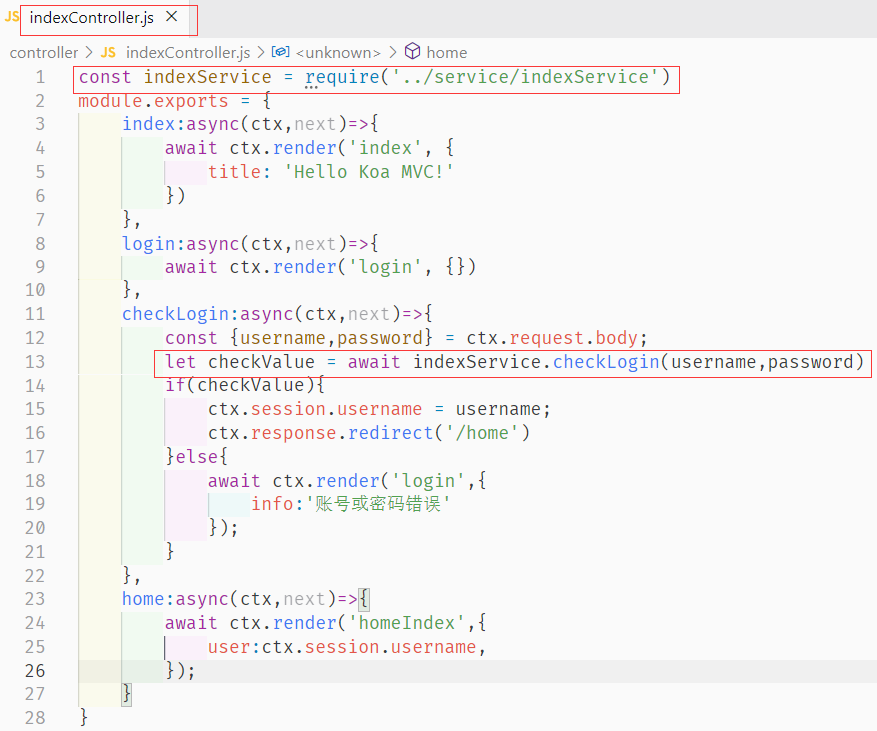 JS indexController.js ×
controller > JS indexController.js > <unknown> > home
1 const indexService = require('../service/indexService')
2 module.exports = {
3     index:async(ctx,next)=>{
4         await ctx.render('index', {
5             title: 'Hello Koa MVC!'
6         })
7     },
8     login:async(ctx,next)=>{
9         await ctx.render('login', {})
10     },
11     checkLogin:async(ctx,next)=>{
12         const {username,password} = ctx.request.body;
13         let checkValue = await indexService.checkLogin(username,password)
14         if(checkValue){
15             ctx.session.username = username;
16             ctx.response.redirect('/home')
17         }else{
18             await ctx.render('login',{
19                 info:'账号或密码错误'
20             });
21         }
22     },
23     home:async(ctx,next)=>{
24         await ctx.render('homeIndex',{
25             user:ctx.session.username,
26         });
27     }
28 }